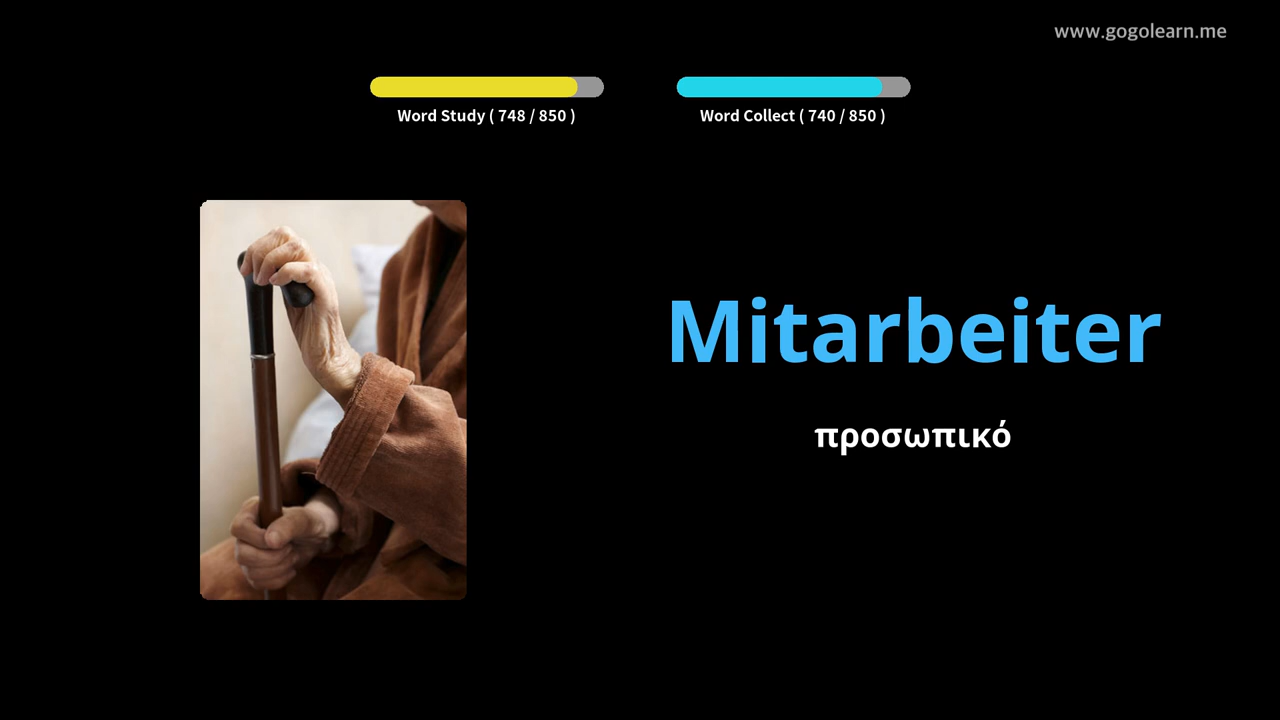 www.gogolearn.me
Word Study ( 748 / 850 )
Word Collect ( 740 / 850 )
Mitarbeiter
προσωπικό